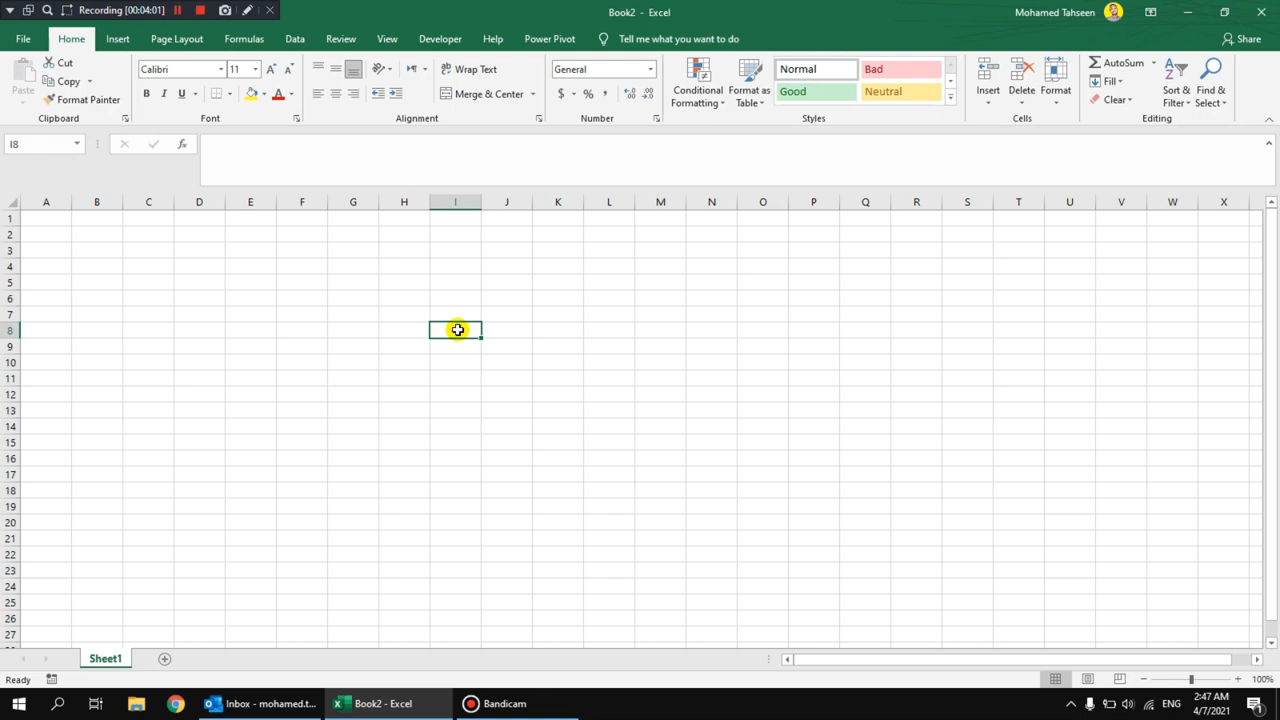 Recording [00:04:01]
Book2 - Excel
Mohamed Tahseen
File Home Insert Page Layout Formulas Data Review View Developer Help Power Pivot Tell me what you want to do Share
Paste
Cut
Copy
Format Painter
Clipboard
Calibri 11
B I U
Font
Wrap Text
Merge & Center
Alignment
General
$ % ,
Number
Conditional Formatting
Format as Table
Normal Bad
Good Neutral
Styles
Insert Delete Format
Cells
AutoSum
Fill
Clear
Sort & Filter
Find & Select
Editing
I8
fx
A B C D E F G H I J K L M N O P Q R S T U V W X
1
2
3
4
5
6
7
8
9
10
11
12
13
14
15
16
17
18
19
20
21
22
23
24
25
26
27
Sheet1
Ready
100%
Inbox - mohamed.t...
Book2 - Excel
Bandicam
ENG
2:47 AM
4/7/2021